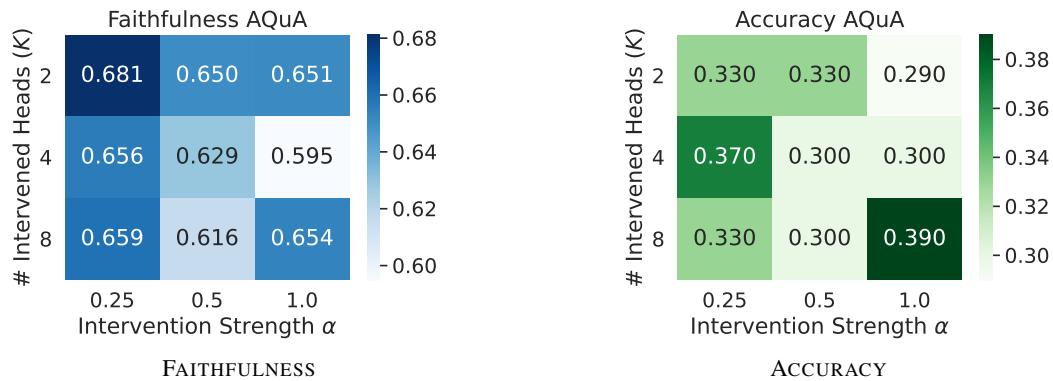 Faithfulness AQuA
# Intervened Heads (K)
2
4
8
0.681 0.650 0.651
0.656 0.629 0.595
0.659 0.616 0.654
0.25 0.5 1.0
Intervention Strength α
0.68
0.66
0.64
0.62
0.60
FAITHFULNESS
Accuracy AQuA
# Intervened Heads (K)
2
4
8
0.330 0.330 0.290
0.370 0.300 0.300
0.330 0.300 0.390
0.25 0.5 1.0
Intervention Strength α
0.38
0.36
0.34
0.32
0.30
ACCURACY